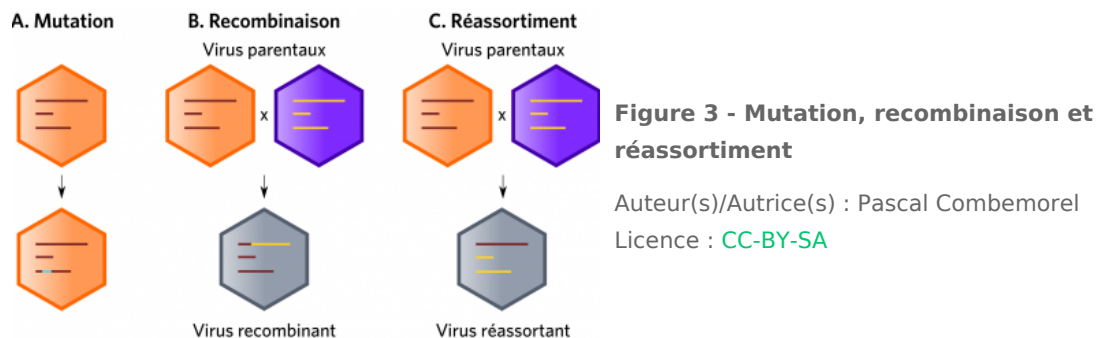 A. Mutation
B. Recombinaison
C. Réassortiment
Virus parentaux
Virus parentaux
x
x
Virus recombinant
Virus réassortant
Figure 3 - Mutation, recombinaison et
réassortiment
Auteur(s)/Autrice(s) : Pascal Combemorel
Licence : CC-BY-SA